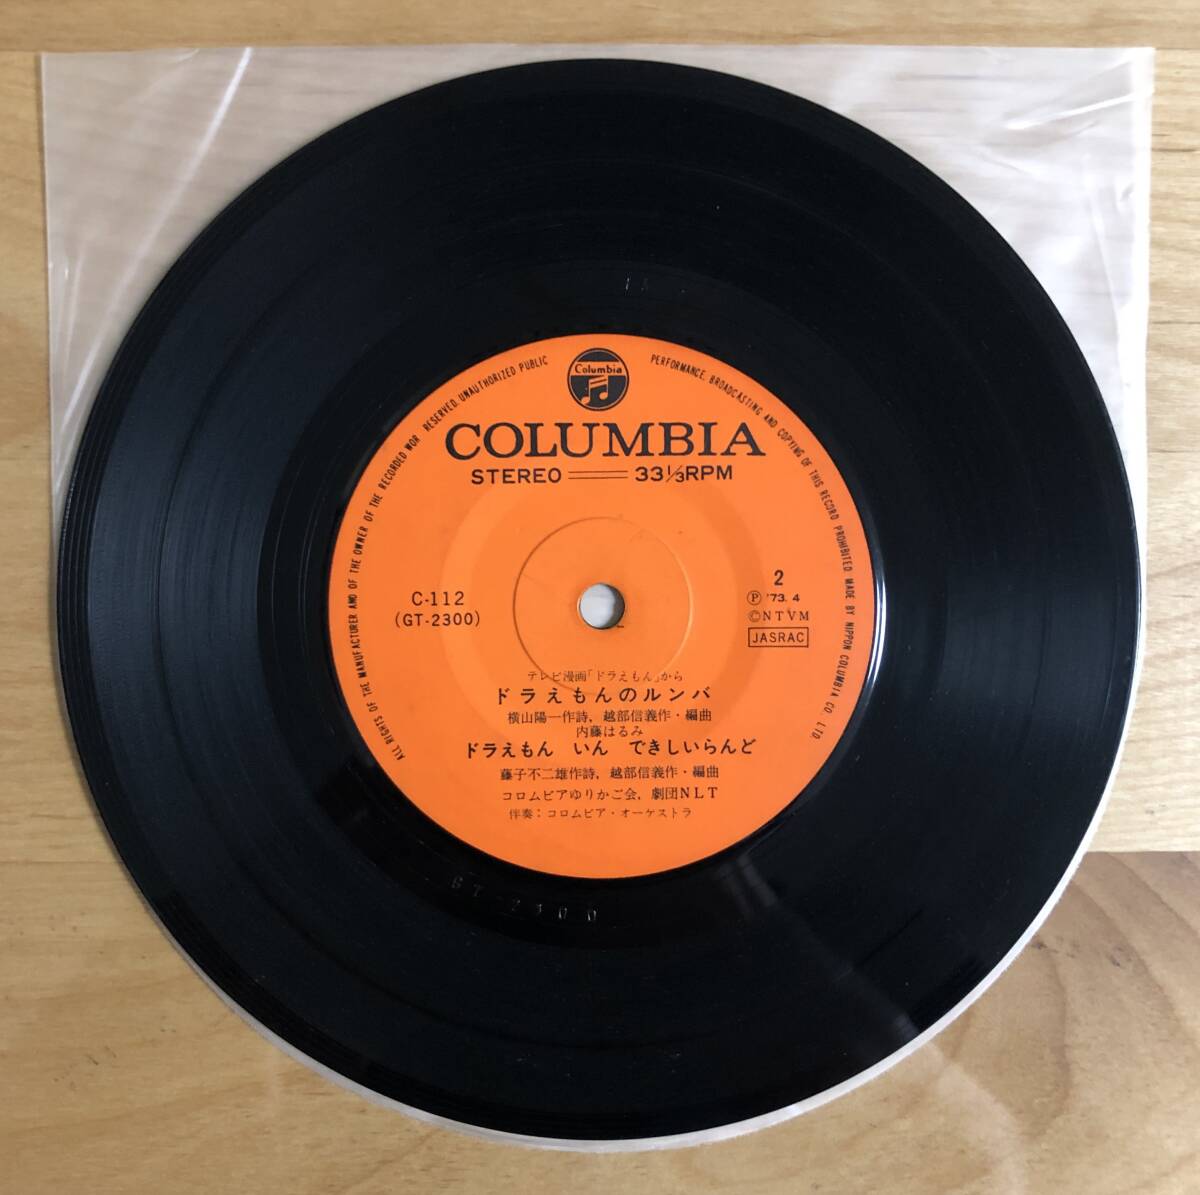 Columbia
COLUMBIA
STEREO 33⅓RPM
ALL RIGHTS OF THE MANUFACTURER AND OF THE OWNER OF THE RECORDED WOR RESERVED. UNAUTHORIZED PUBLIC PERFORMANCE, BROADCASTING AND COPYING OF THIS RECORD PROHIBITED. MADE BY NIPPON COLUMBIA CO. LTD.
C-112
(GT-2300)
2
Ⓟ '73. 4
©NTVM
JASRAC
テレビ漫画「ドラえもん」から
ドラえもんのルンバ
横山陽一作詩, 越部信義作・編曲
内藤はるみ
ドラえもん いん できしいらんど
藤子不二雄作詩, 越部信義作・編曲
コロムビアゆりかご会, 劇団NLT
伴奏：コロムビア・オーケストラ
GT 2300